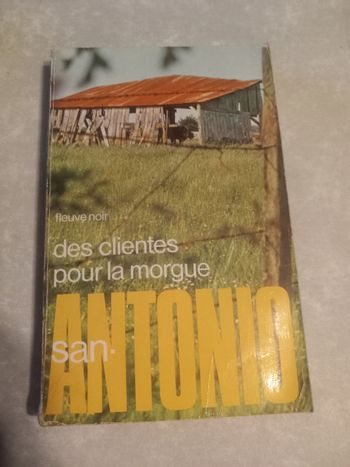 fleuve noir
des clientes
pour la morgue
san-
ANTONIO